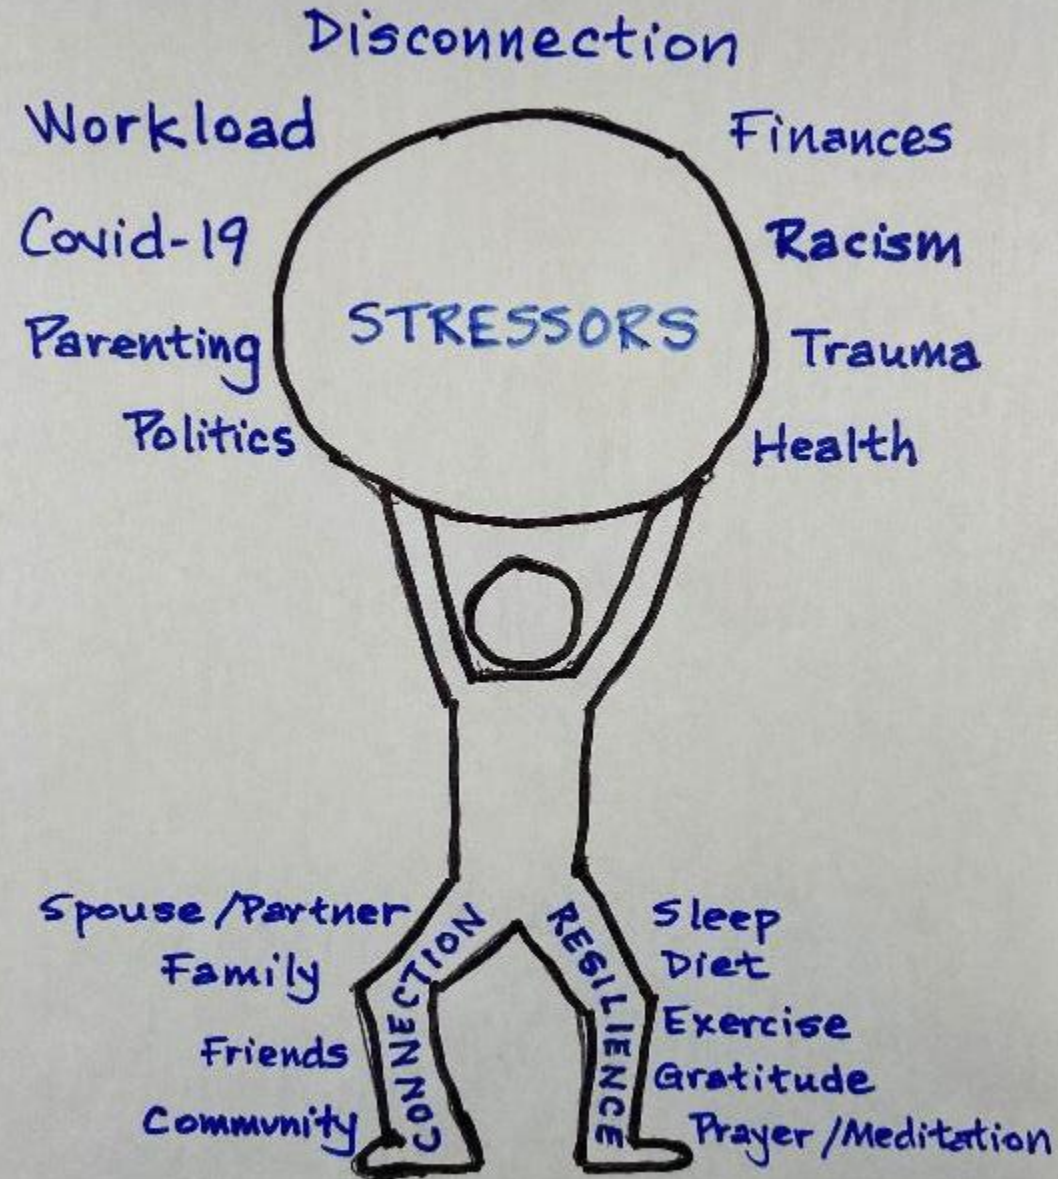 Disconnection
Workload
Finances
Covid-19
Racism
STRESSORS
Parenting
Trauma
Politics
Health
Spouse/Partner
Family
Friends
Community
CONNECTION
RESILIENCE
Sleep
Diet
Exercise
Gratitude
Prayer/Meditation